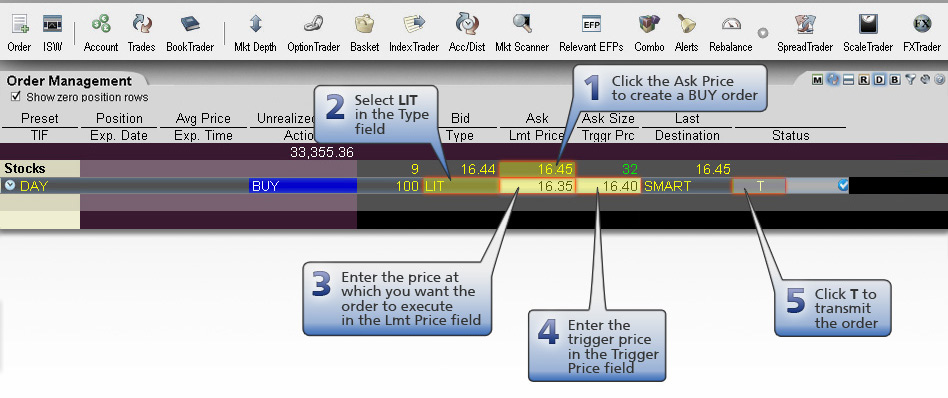 EFP
FX
Order ISW Account Trades BookTrader Mkt Depth OptionTrader Basket IndexTrader Acc/Dist Mkt Scanner Relevant EFPs Combo Alerts Rebalance SpreadTrader ScaleTrader FXTrader
Order Management
M R D B
Show zero position rows
1 Click the Ask Price
to create a BUY order
2 Select LIT
in the Type
field
Preset Position Avg Price Unrealize Bid Ask Ask Size Last
TIF Exp. Date Exp. Time Actio Type Lmt Price Trggr Prc Destination Status
33,355.36
Stocks 9 16.44 16.45 32 16.45
DAY BUY 100 LIT 16.35 16.40 SMART T
3 Enter the price at
which you want the
order to execute
in the Lmt Price field
4 Enter the
trigger price
in the Trigger
Price field
5 Click T to
transmit
the order